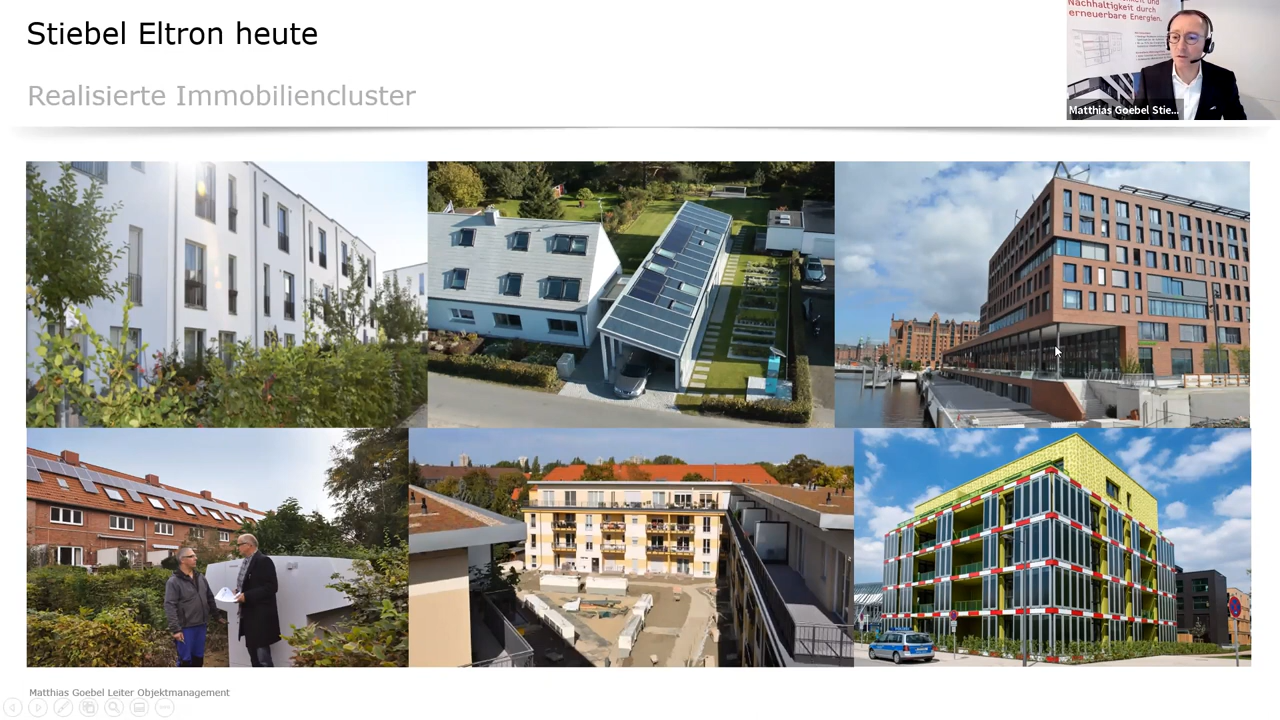 Stiebel Eltron heute
Realisierte Immobiliencluster
Nachhaltigkeit durch
erneuerbare Energien.
Matthias Goebel Stie...
Matthias Goebel Leiter Objektmanagement